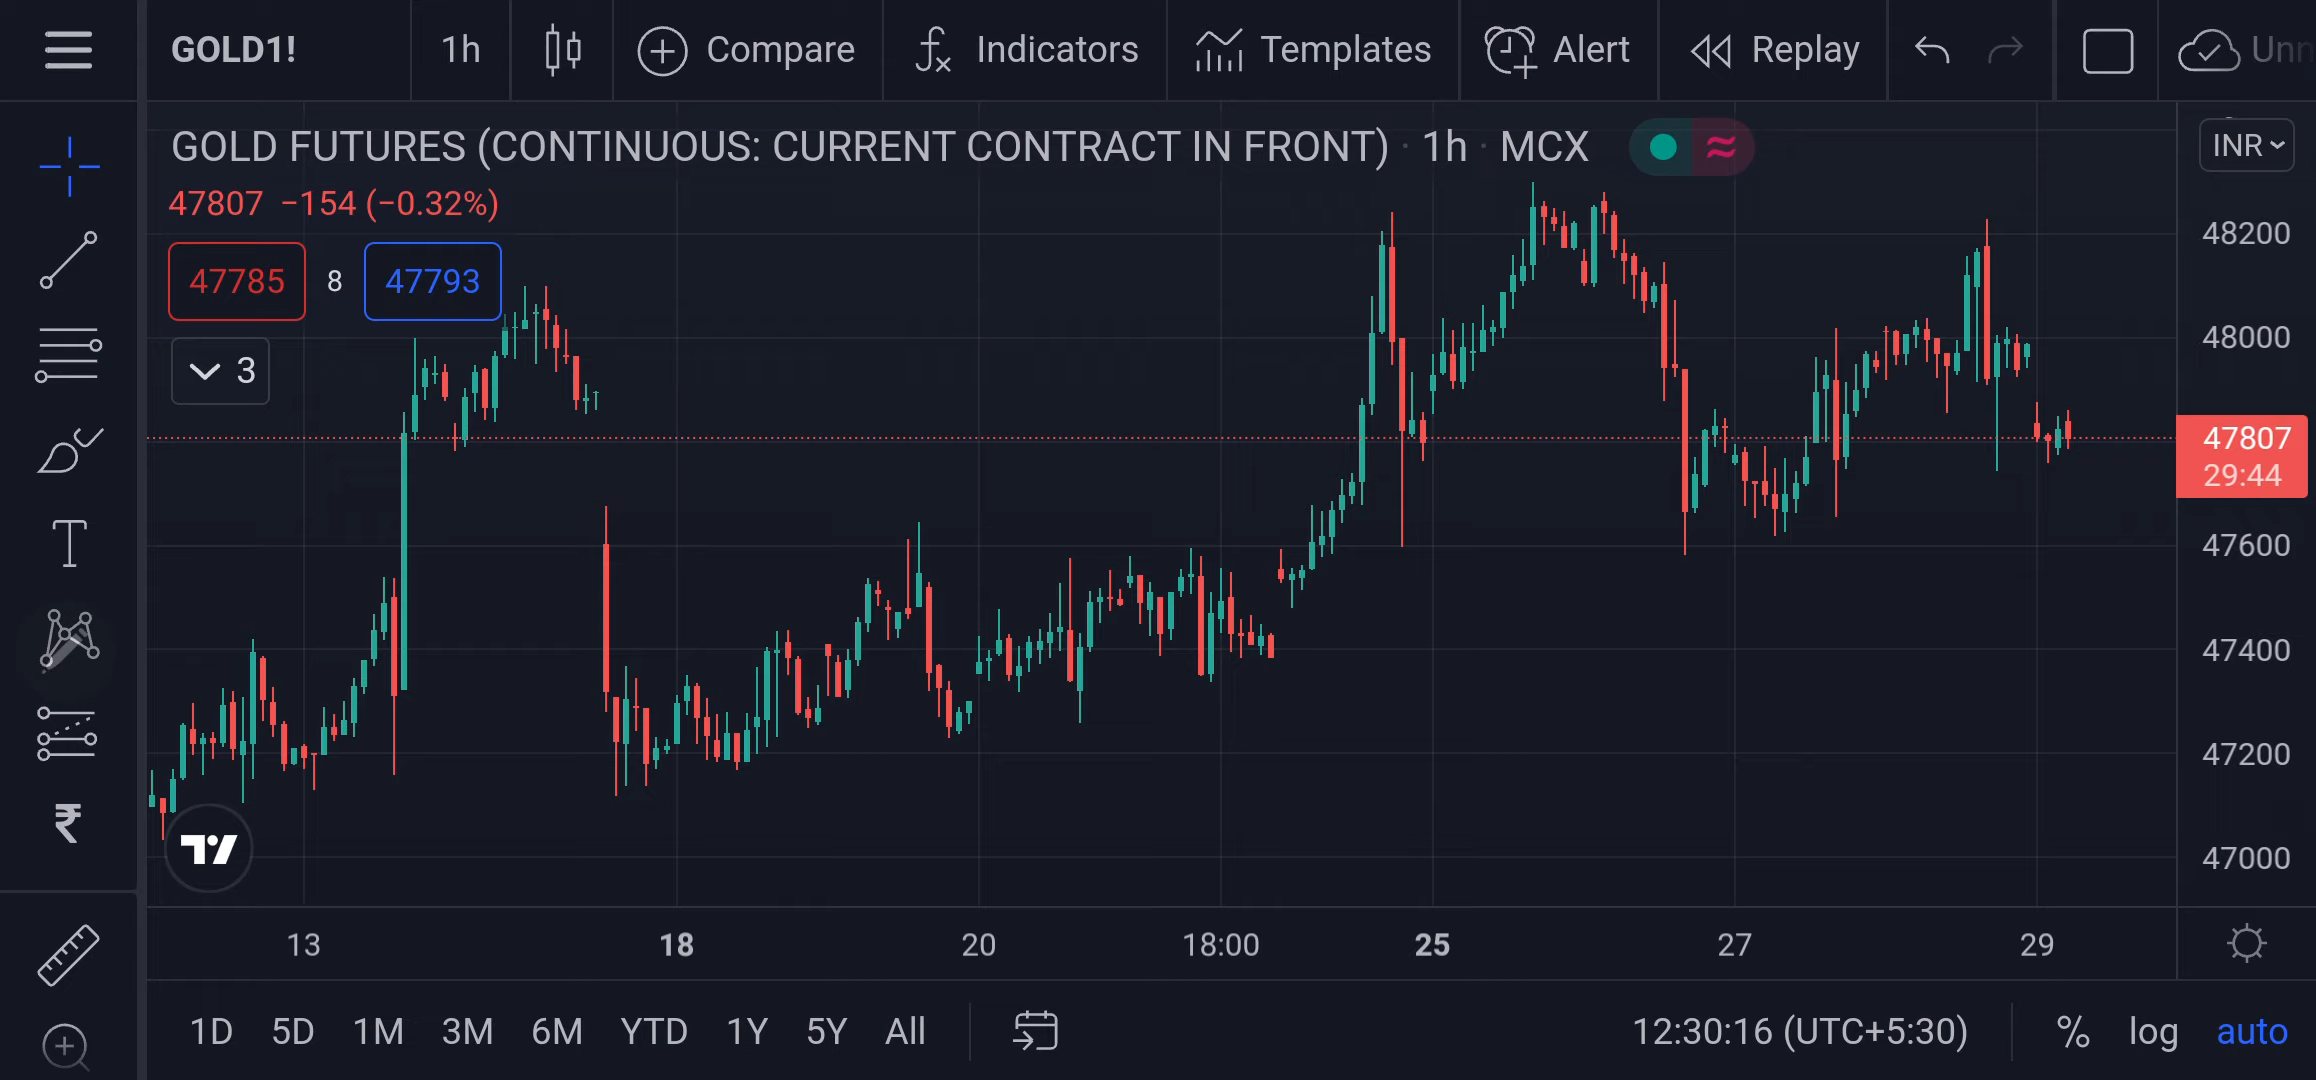 GOLD1! 1h Compare Indicators Templates Alert Replay Unn
GOLD FUTURES (CONTINUOUS: CURRENT CONTRACT IN FRONT) · 1h · MCX
INR
47807 −154 (−0.32%)
48200
47785 8 47793
48000
3
47807
29:44
47600
47400
47200
47000
13 18 20 18:00 25 27 29
1D 5D 1M 3M 6M YTD 1Y 5Y All 12:30:16 (UTC+5:30) % log auto